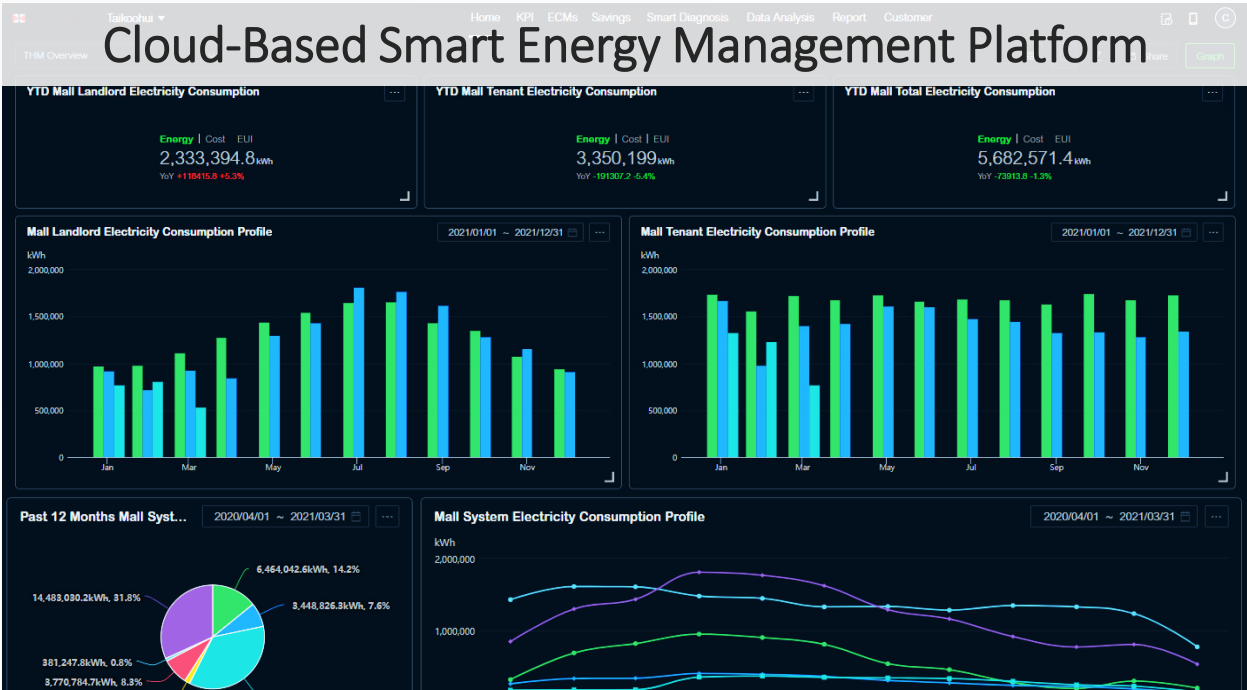 Taikoohui
Home KPI ECMs Savings Smart Diagnosis Data Analysis Report Customer
C
Cloud-Based Smart Energy Management Platform
THM Overview
Share
Graph
YTD Mall Landlord Electricity Consumption
Energy | Cost EUI
2,333,394.8 kWh
YoY +118415.8 +5.3%
YTD Mall Tenant Electricity Consumption
Energy | Cost | EUI
3,350,199 kWh
YoY -191307.2 -5.4%
YTD Mall Total Electricity Consumption
Energy | Cost EUI
5,682,571.4 kWh
YoY -73913.8 -1.3%
Mall Landlord Electricity Consumption Profile
2021/01/01 ~ 2021/12/31
kWh
2,000,000
1,500,000
1,000,000
500,000
0
Jan Mar May Jul Sep Nov
Mall Tenant Electricity Consumption Profile
2021/01/01 ~ 2021/12/31
kWh
2,000,000
1,500,000
1,000,000
500,000
0
Jan Mar May Jul Sep Nov
Past 12 Months Mall Syst...
2020/04/01 ~ 2021/03/31
6,464,042.6kWh, 14.2%
14,483,030.2kWh, 31.8%
3,448,826.3kWh, 7.6%
381,247.8kWh, 0.8%
3,770,784.7kWh, 8.3%
Mall System Electricity Consumption Profile
2020/04/01 ~ 2021/03/31
kWh
2,000,000
1,000,000